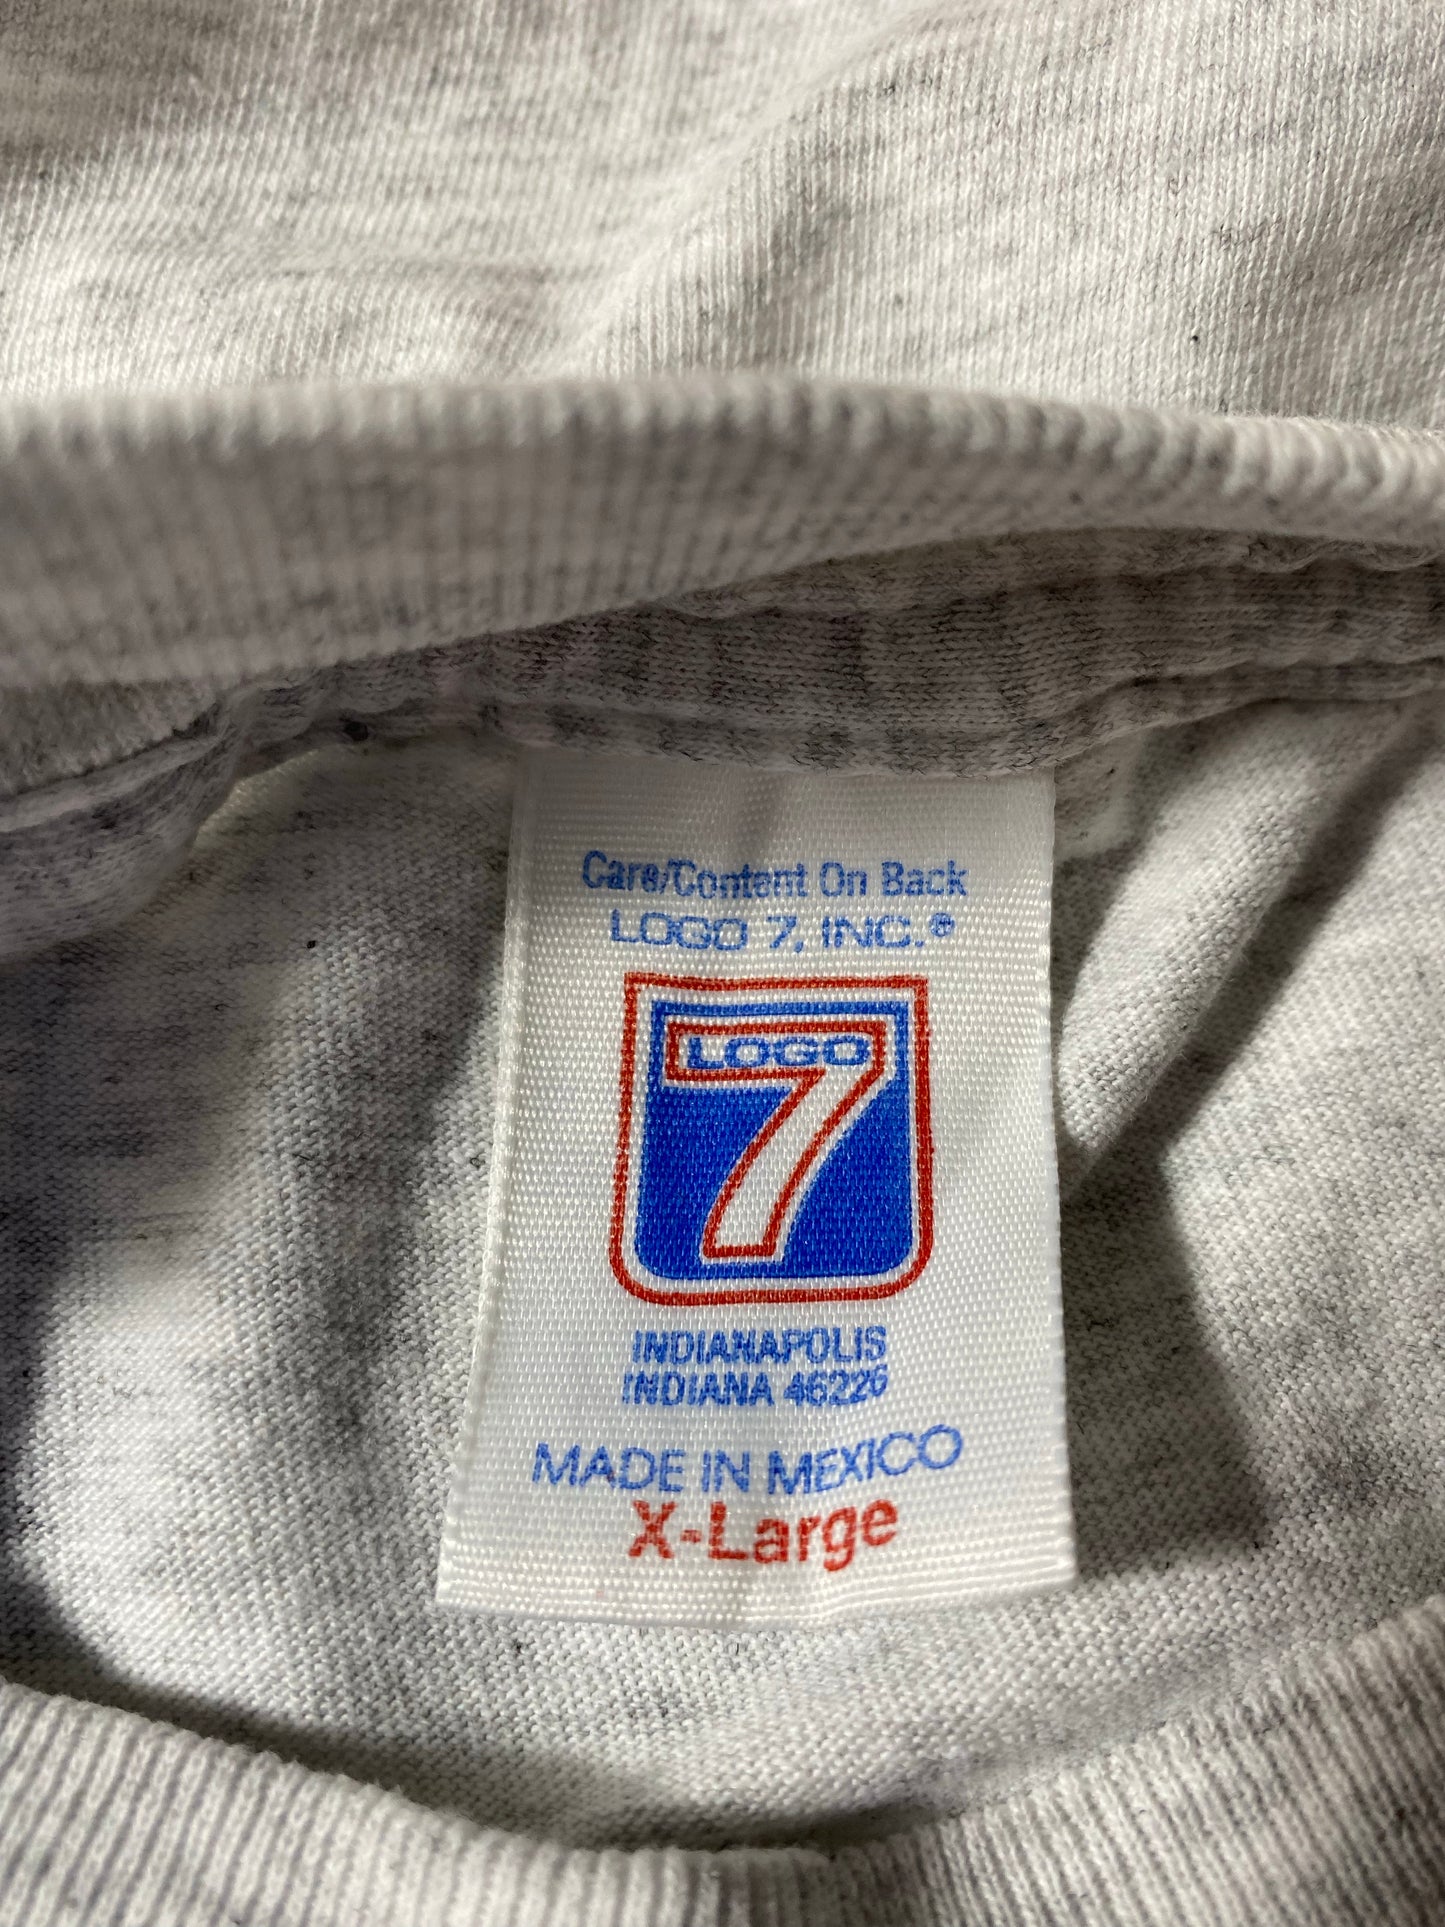 Care/Content On Back
LOGO 7, INC.®
LOGO
7
INDIANAPOLIS
INDIANA 46226
MADE IN MEXICO
X-Large